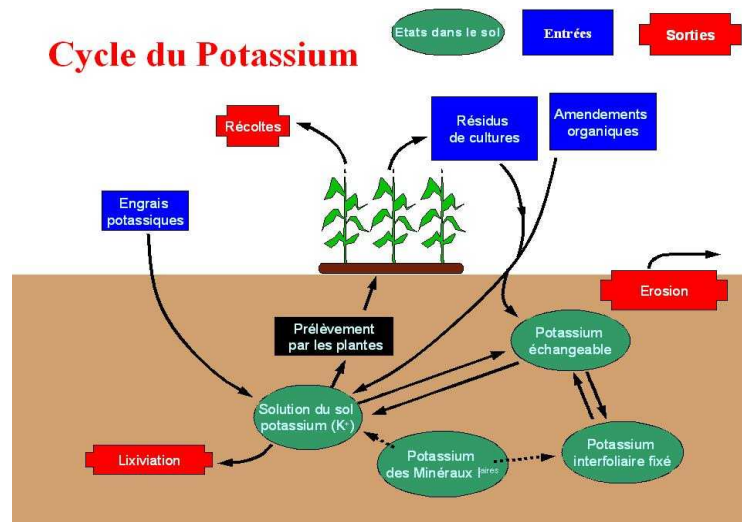 Cycle du Potassium
Etats dans le sol
Entrées
Sorties
Récoltes
Résidus
de cultures
Amendements
organiques
Engrais
potassiques
Erosion
Prélèvement
par les plantes
Potassium
échangeable
Solution du sol
potassium (K⁺)
Lixiviation
Potassium
des Minéraux Iᵃⁱʳᵉˢ
Potassium
interfoliaire fixé